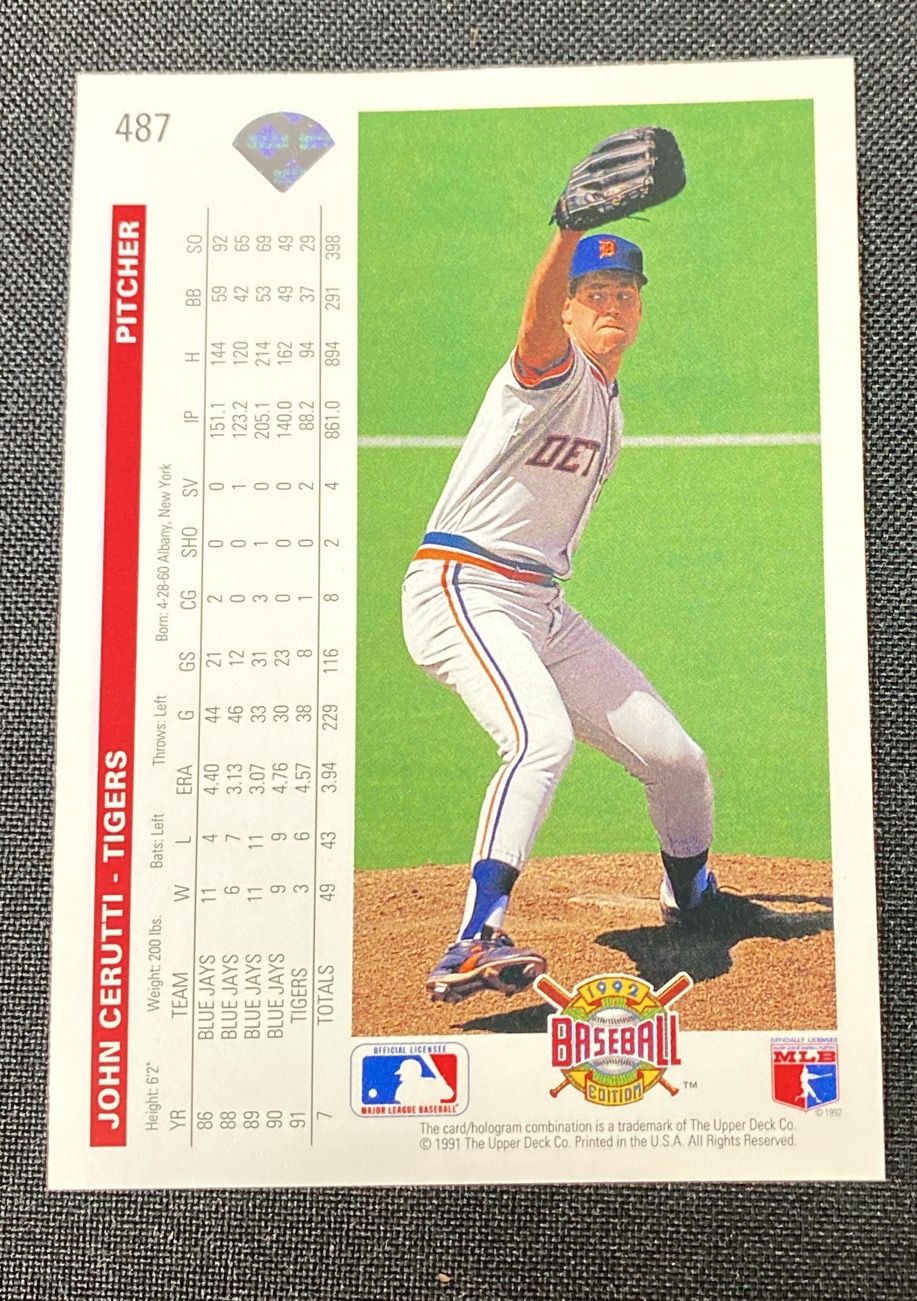 487
JOHN CERUTTI - TIGERS PITCHER
Height: 6'2" Weight: 200 lbs. Bats: Left Throws: Left Born: 4-28-60 Albany, New York
YR TEAM W L ERA G GS CG SHO SV IP H BB SO
86 BLUE JAYS 11 4 4.40 44 21 2 0 0 151.1 144 59 92
88 BLUE JAYS 6 7 3.13 46 12 0 0 1 123.2 120 42 65
89 BLUE JAYS 11 11 3.07 33 31 3 1 0 205.1 214 53 69
90 BLUE JAYS 9 9 4.76 30 23 0 0 0 140.0 162 49 49
91 TIGERS 3 6 4.57 38 8 1 0 2 88.2 94 37 29
7 TOTALS 49 43 3.94 229 116 8 2 4 861.0 894 291 398
D
DET
1992
BASEBALL
EDITION
™
OFFICIAL LICENSEE
MAJOR LEAGUE BASEBALL
OFFICIALLY LICENSED
MAJOR LEAGUE BASEBALL PLAYERS
MLB
© 1992
The card/hologram combination is a trademark of The Upper Deck Co.
© 1991 The Upper Deck Co. Printed in the U.S.A. All Rights Reserved.